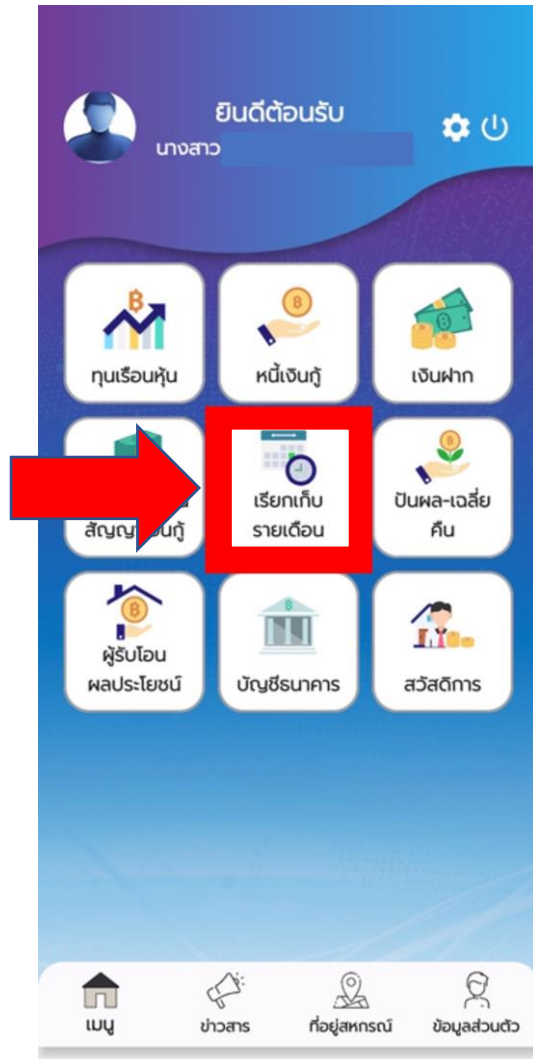 ยินดีต้อนรับ
นางสาว
ทุนเรือนหุ้น
หนี้เงินกู้
เงินฝาก
เรียกเก็บ
รายเดือน
ปันผล-เฉลี่ย
คืน
ผู้รับโอน
ผลประโยชน์
บัญชีธนาคาร
สวัสดิการ
เมนู
ข่าวสาร
ที่อยู่สหกรณ์
ข้อมูลส่วนตัว